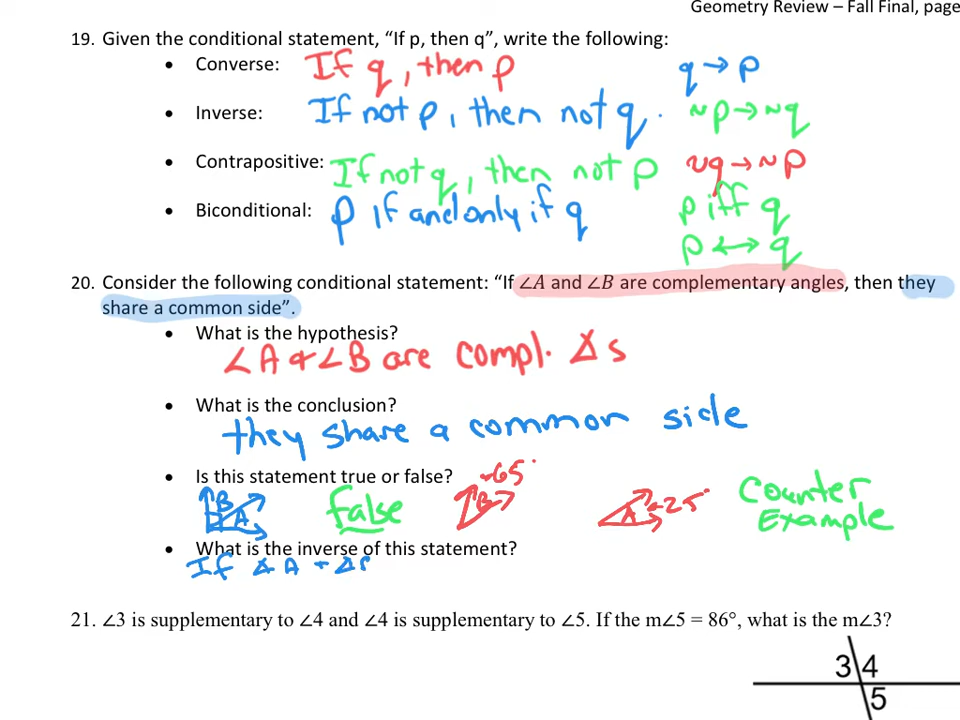 Geometry Review – Fall Final, page
19. Given the conditional statement, “If p, then q”, write the following:
• Converse: If q, then p q → p
• Inverse: If not p, then not q. ~p → ~q
• Contrapositive: If not q, then not p ~q → ~p
• Biconditional: p if and only if q p iff q
p ↔ q
20. Consider the following conditional statement: “If ∠A and ∠B are complementary angles, then they
share a common side”.
• What is the hypothesis?
∠A & ∠B are compl. ∡s
• What is the conclusion?
they share a common side
• Is this statement true or false?
B A false B 65° A 25° Counter
Example
• What is the inverse of this statement?
If ∡A +
21. ∠3 is supplementary to ∠4 and ∠4 is supplementary to ∠5. If the m∠5 = 86°, what is the m∠3?
3 4
5